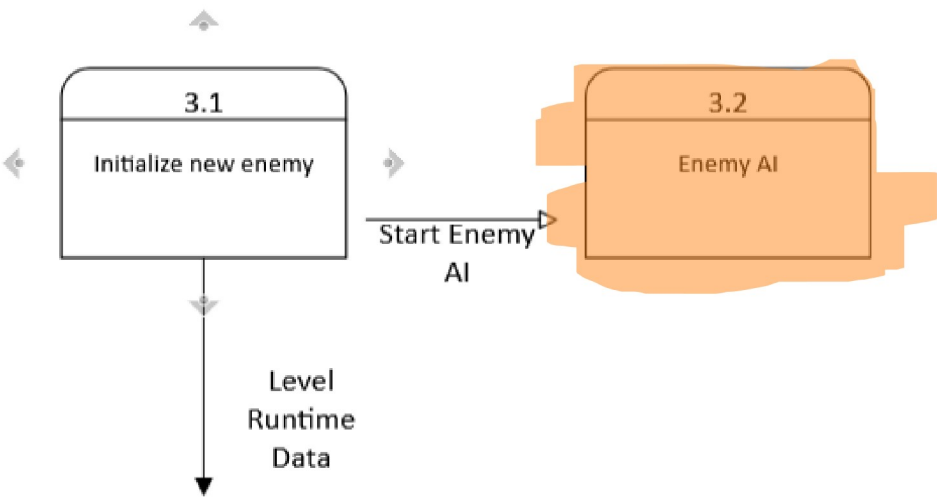 3.1
Initialize new enemy
3.2
Enemy AI
Start Enemy
AI
Level
Runtime
Data